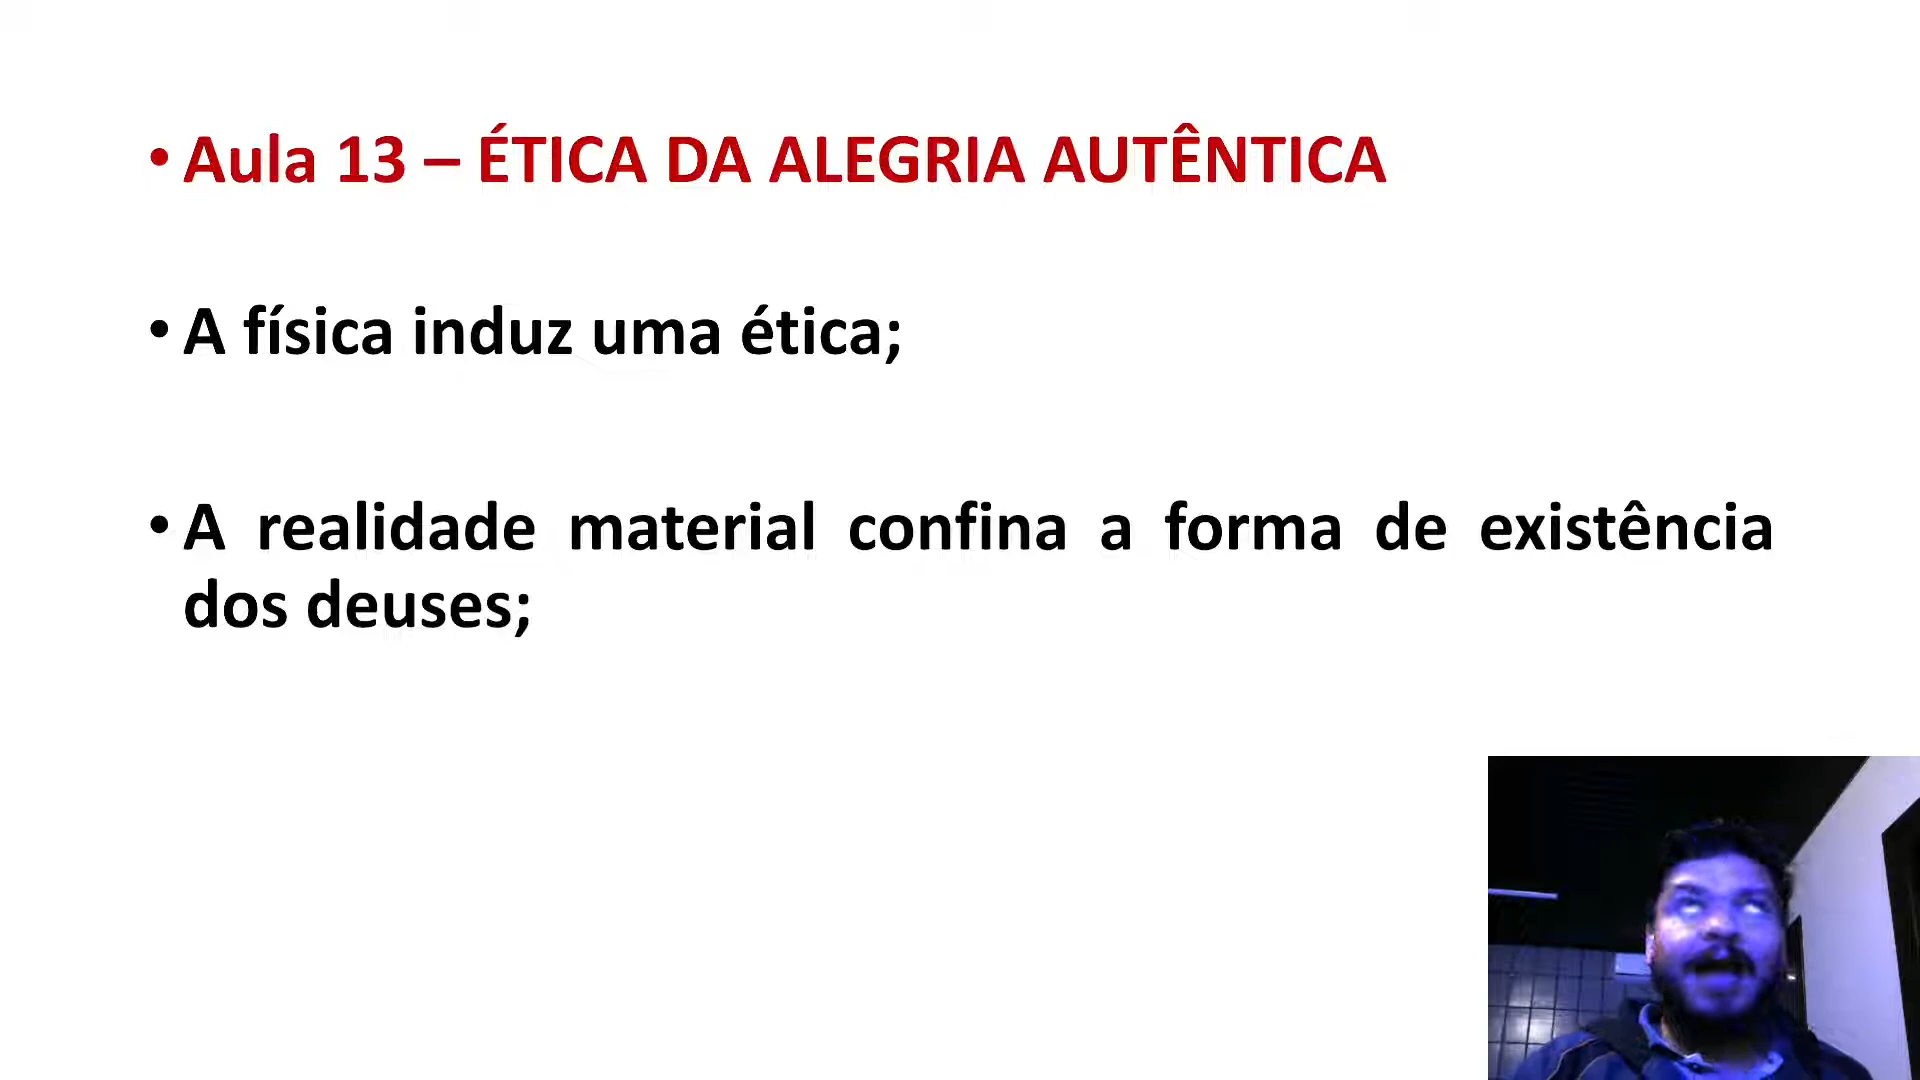 • Aula 13 – ÉTICA DA ALEGRIA AUTÊNTICA
• A física induz uma ética;
• A realidade material confina a forma de existência
dos deuses;